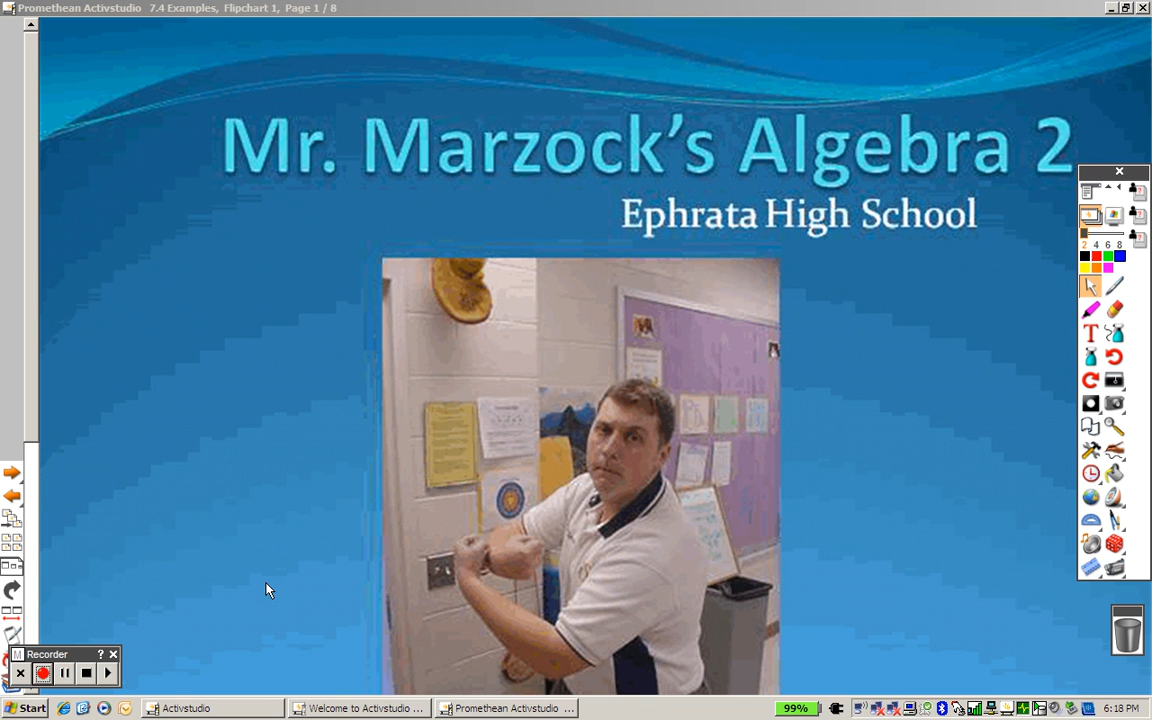 Promethean Activstudio 7.4 Examples, Flipchart 1, Page 1 / 8
Mr. Marzock's Algebra 2
Ephrata High School
2 4 6 8
T
M Recorder ?
Start
Activstudio
Welcome to Activstudio ...
Promethean Activstudio ...
99%
6:18 PM